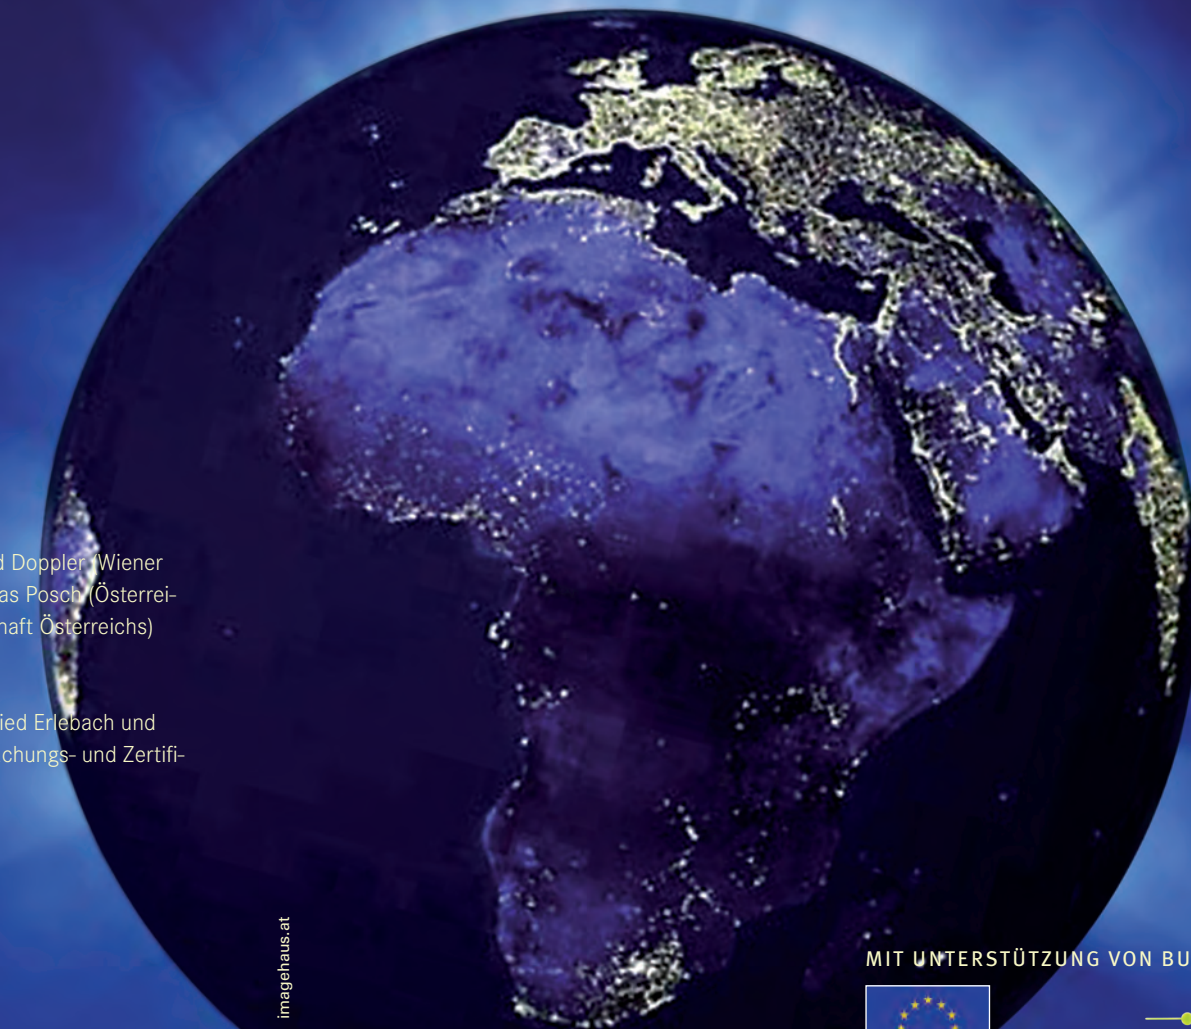 d Doppler (Wiener
as Posch (Österrei-
haft Österreichs)
ied Erlebach und
chungs- und Zertifi-
imagehaus.at
MIT UNTERSTÜTZUNG VON BU